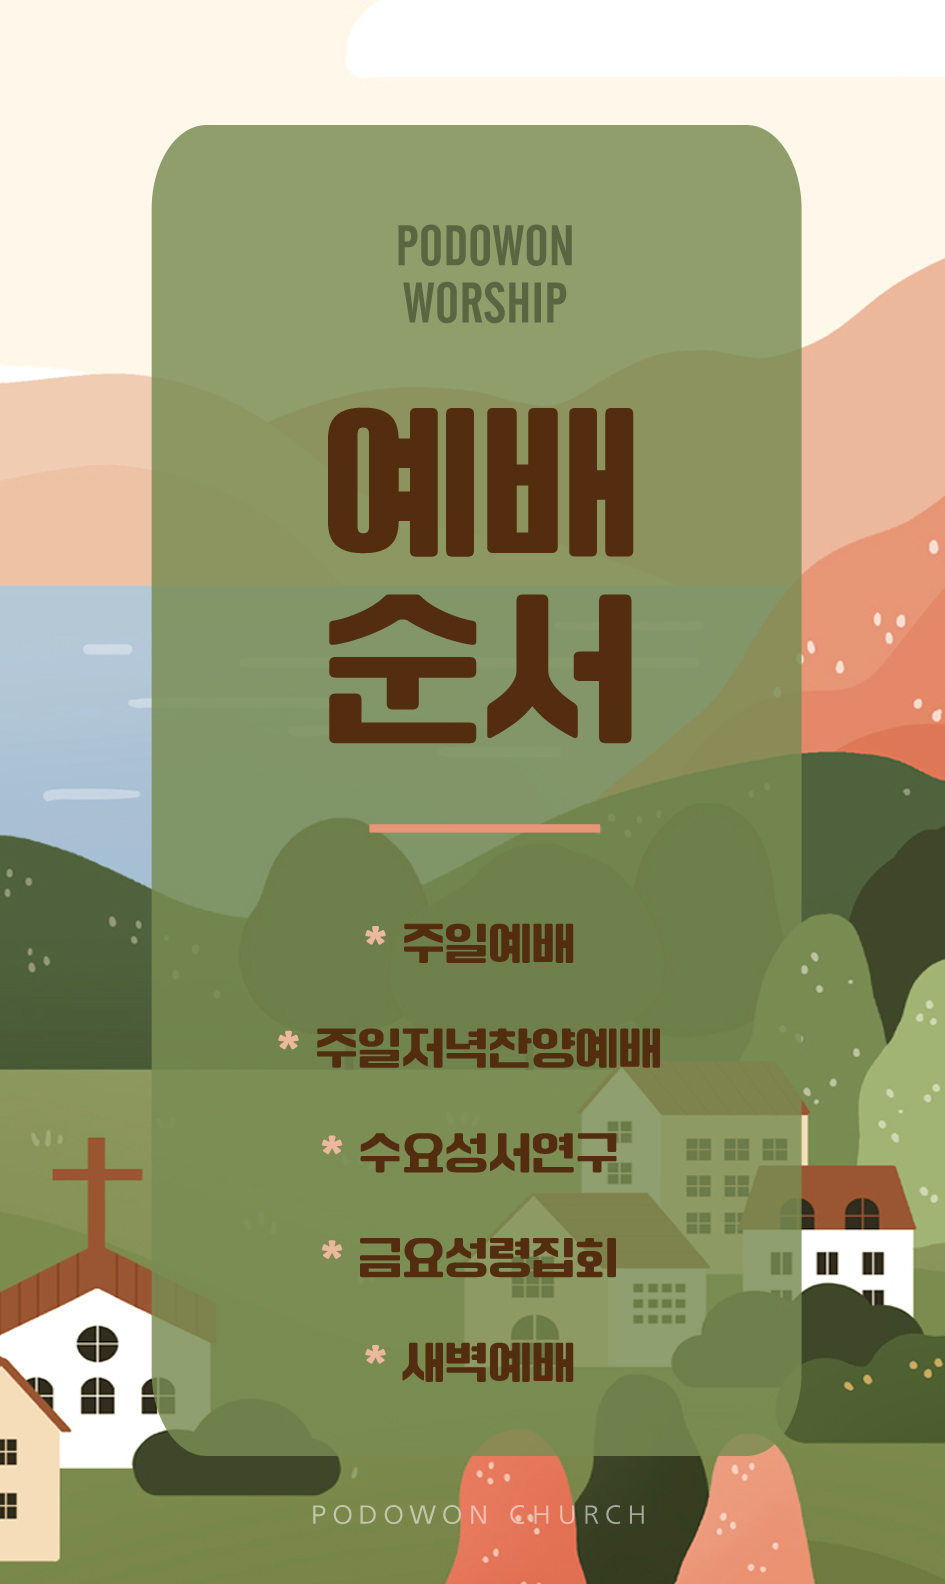 PODOWON
WORSHIP
예배
순서
* 주일예배
* 주일저녁찬양예배
* 수요성서연구
* 금요성령집회
* 새벽예배
PODOWON CHURCH